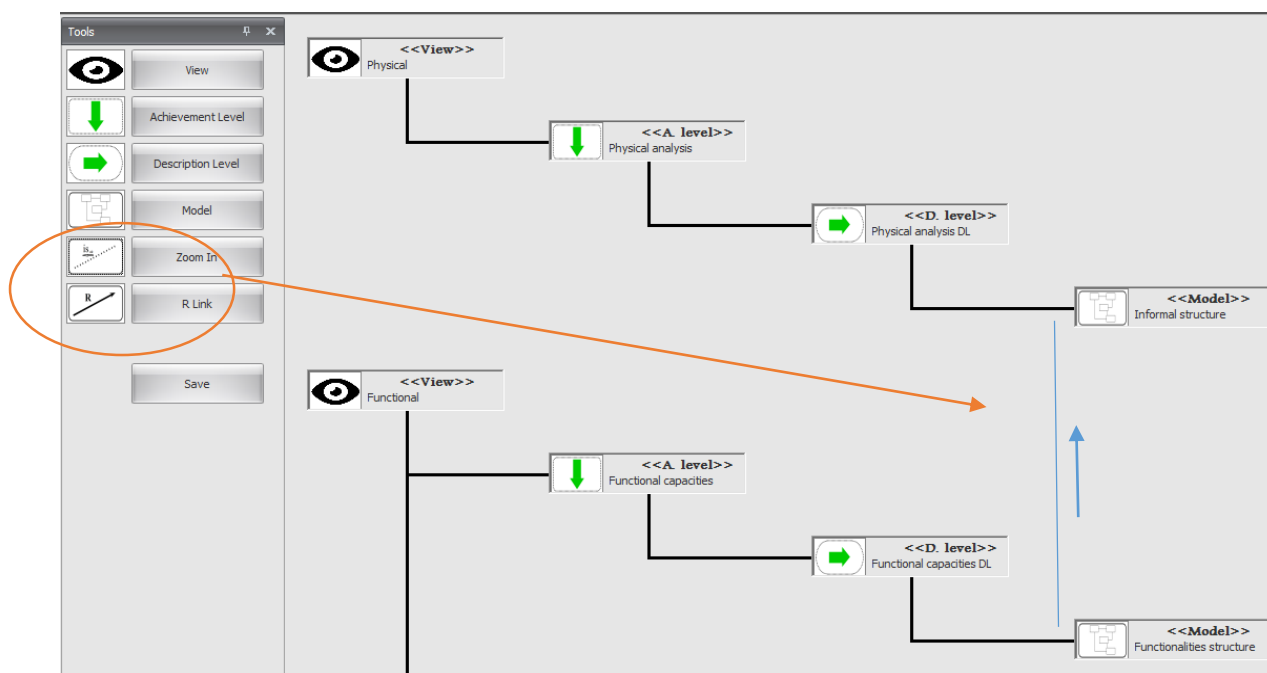 Tools
View
Achievement Level
Description Level
Model
is_
Zoom In
R
R Link
Save
<<View>>
Physical
<<A. level>>
Physical analysis
<<D. level>>
Physical analysis DL
<<Model>>
Informal structure
<<View>>
Functional
<<A. level>>
Functional capacities
<<D. level>>
Functional capacities DL
<<Model>>
Functionalities structure